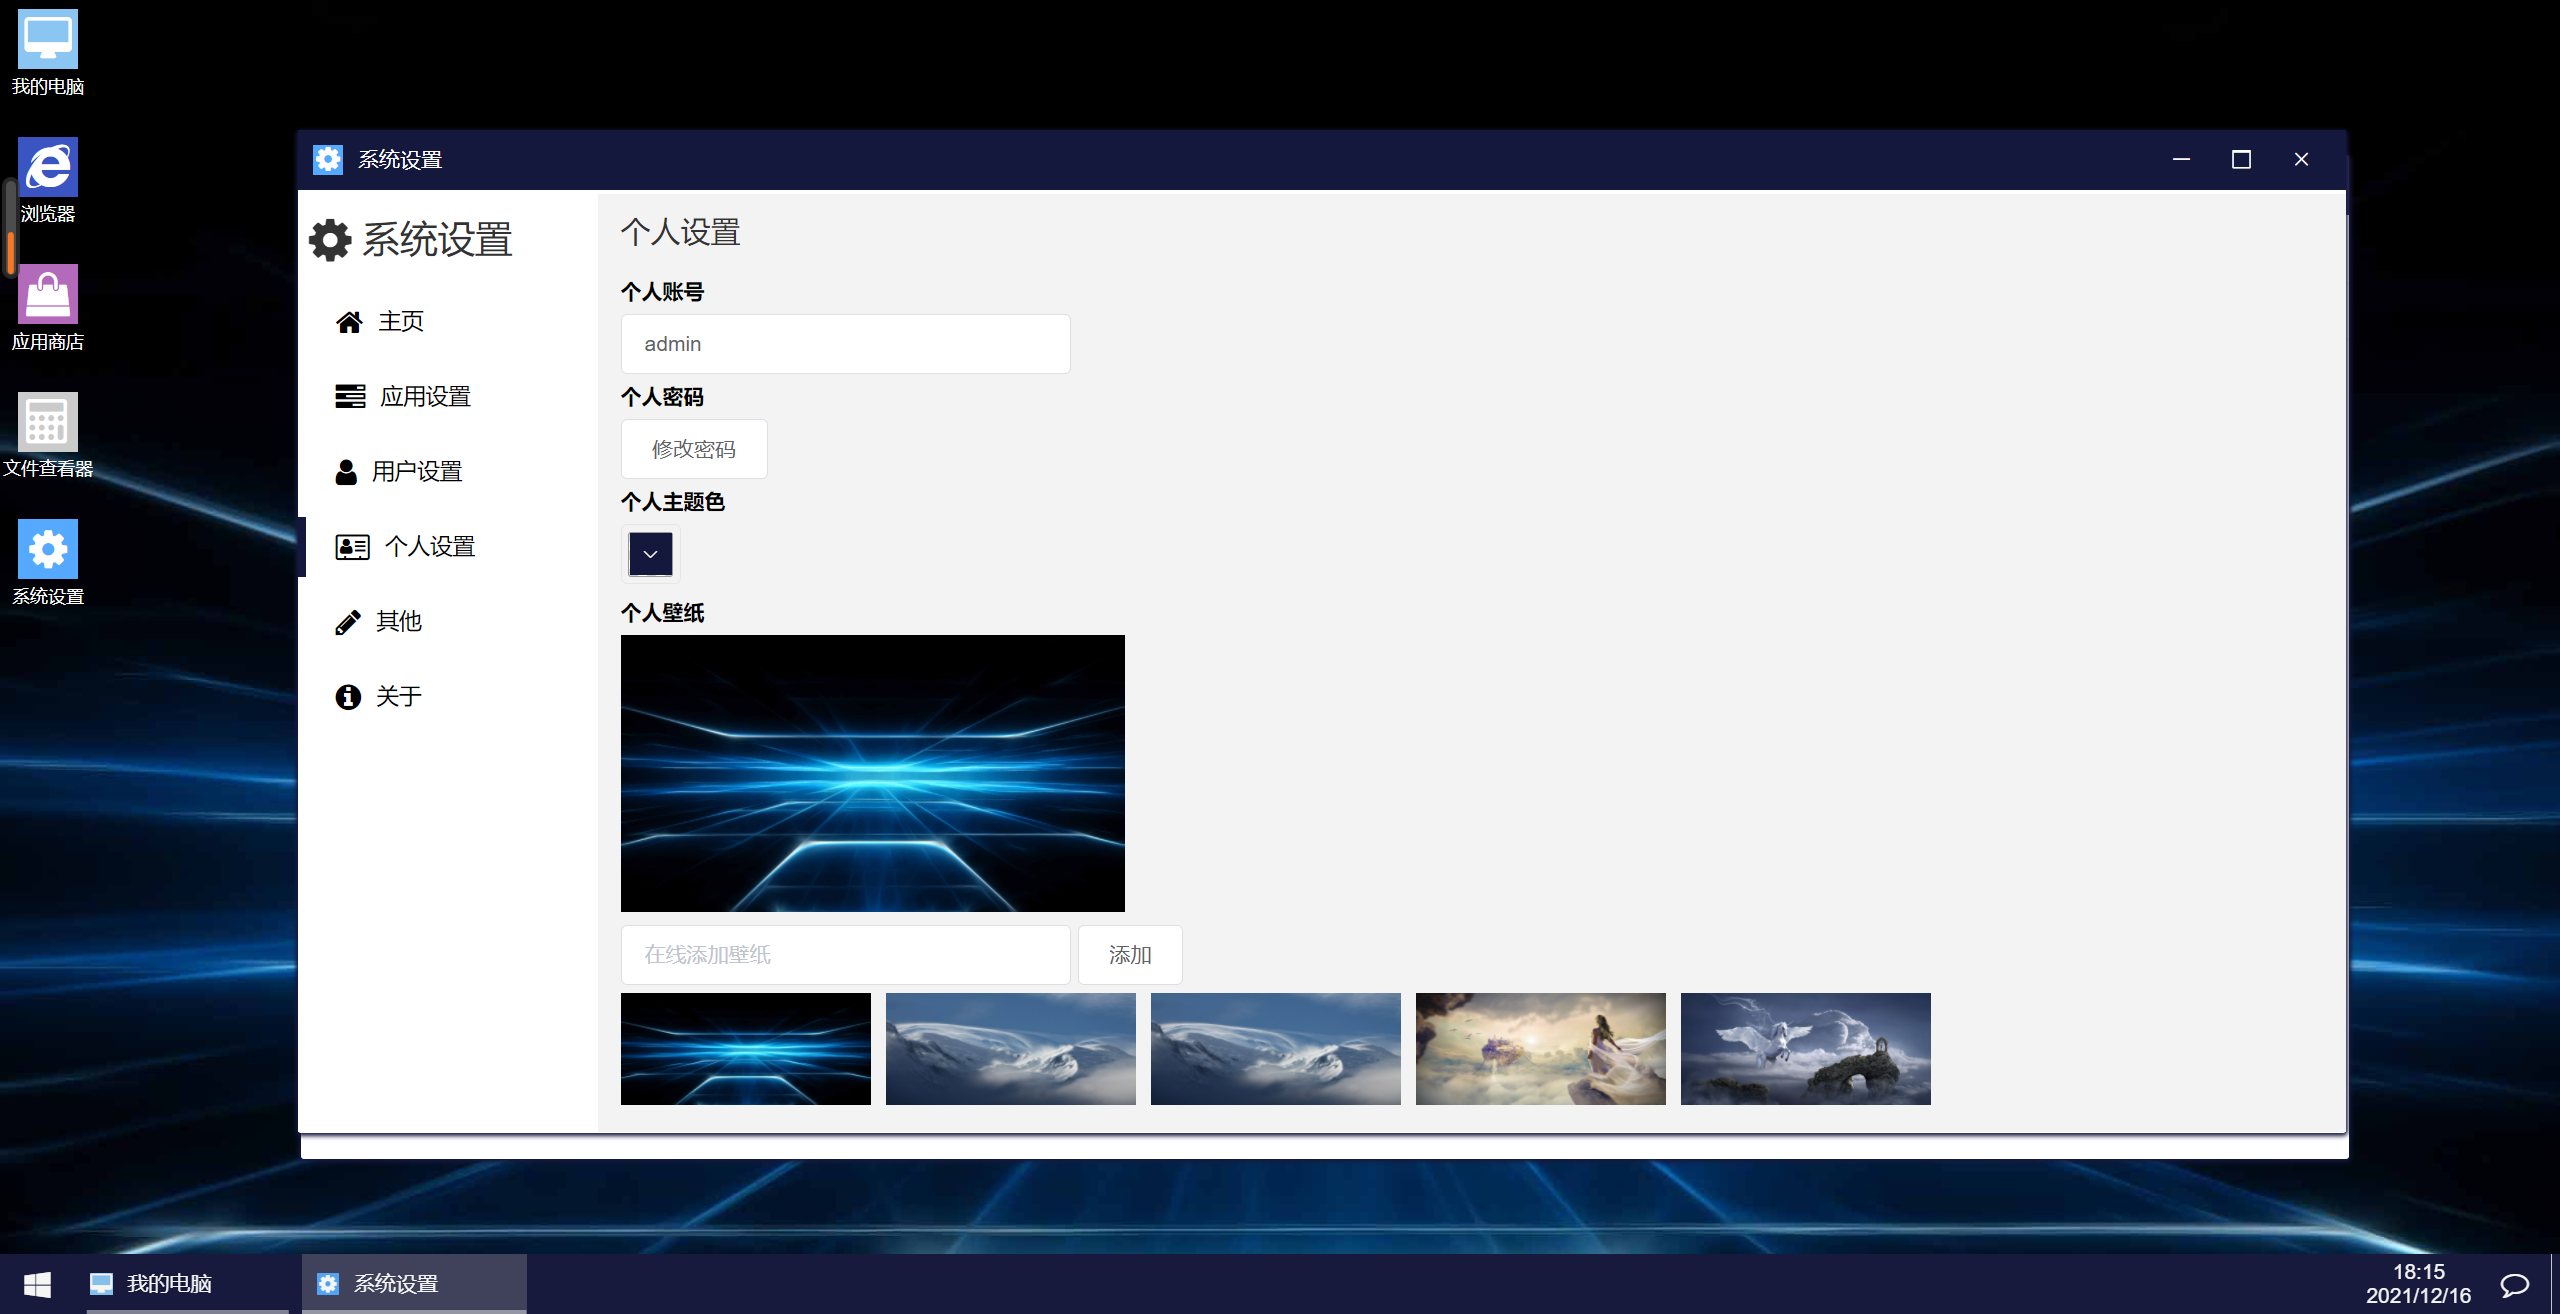 我的电脑
浏览器
应用商店
文件查看器
系统设置
系统设置
系统设置
主页
应用设置
用户设置
个人设置
其他
关于
个人设置
个人账号
admin
个人密码
修改密码
个人主题色
个人壁纸
在线添加壁纸
添加
我的电脑
系统设置
18:15
2021/12/16